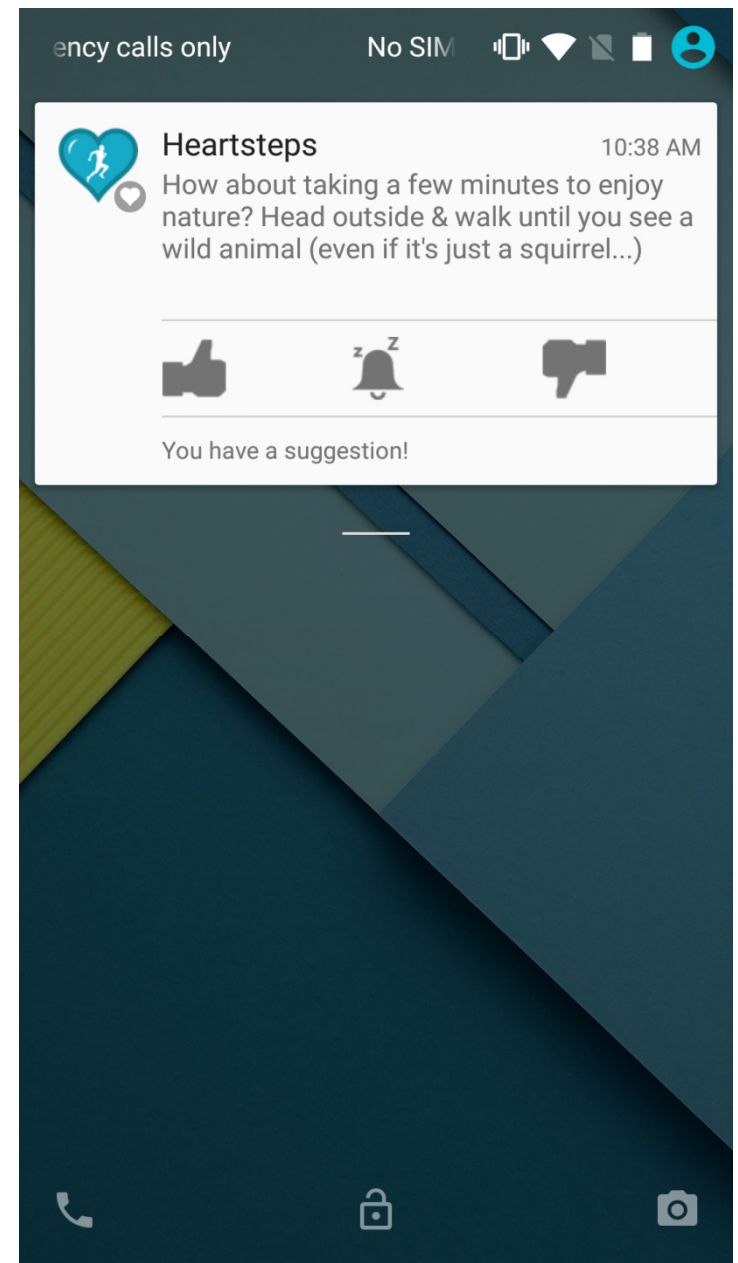 ency calls only No SIM
Heartsteps 10:38 AM
How about taking a few minutes to enjoy
nature? Head outside & walk until you see a
wild animal (even if it's just a squirrel...)
z z
You have a suggestion!